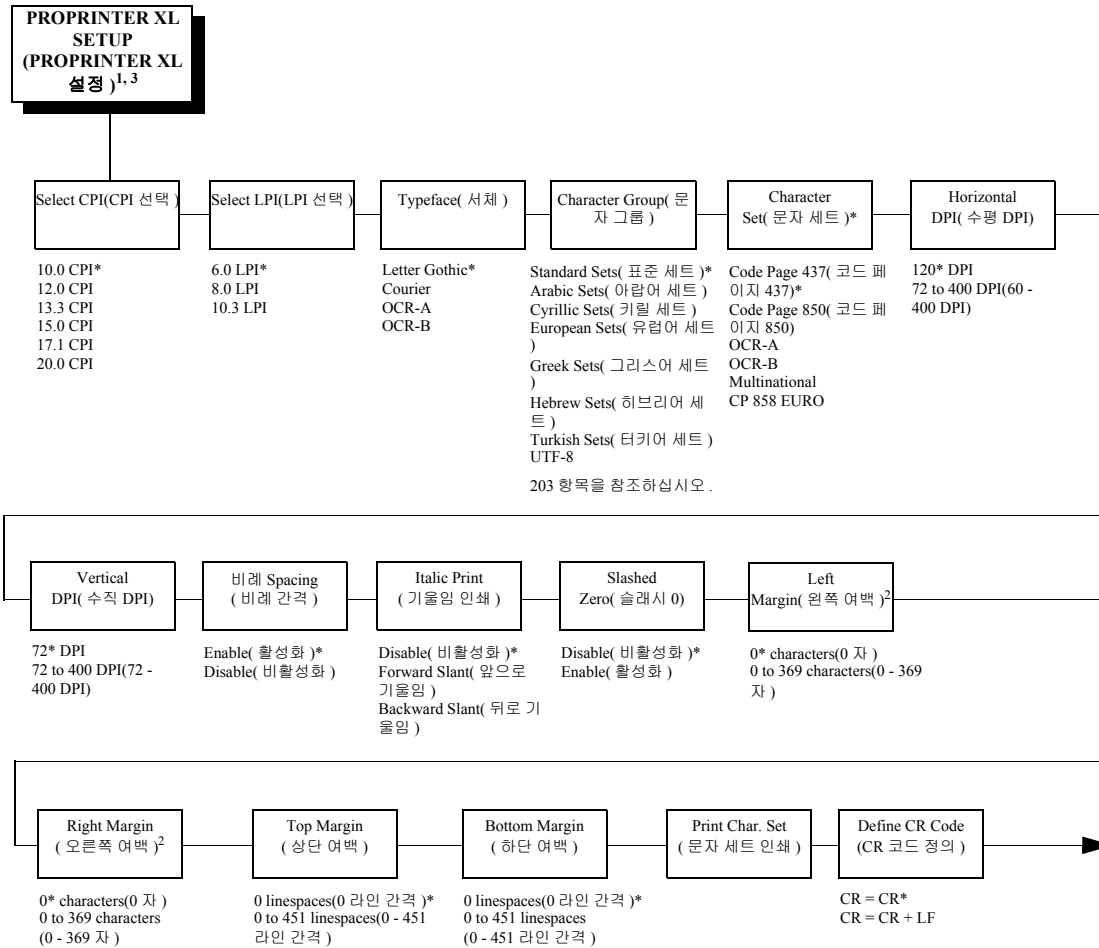 PROPRINTER XL
SETUP
(PROPRINTER XL
설정 )1, 3
Select CPI(CPI 선택 )
10.0 CPI*
12.0 CPI
13.3 CPI
15.0 CPI
17.1 CPI
20.0 CPI
Select LPI(LPI 선택 )
6.0 LPI*
8.0 LPI
10.3 LPI
Typeface( 서체 )
Letter Gothic*
Courier
OCR-A
OCR-B
Character Group( 문
자 그룹 )
Standard Sets( 표준 세트 )*
Arabic Sets( 아랍어 세트 )
Cyrillic Sets( 키릴 세트 )
European Sets( 유럽어 세트
)
Greek Sets( 그리스어 세트
)
Hebrew Sets( 히브리어 세
트 )
Turkish Sets( 터키어 세트 )
UTF-8
203 항목을 참조하십시오 .
Character
Set( 문자 세트 )*
Code Page 437( 코드 페
이지 437)*
Code Page 850( 코드 페
이지 850)
OCR-A
OCR-B
Multinational
CP 858 EURO
Horizontal
DPI( 수평 DPI)
120* DPI
72 to 400 DPI(60 -
400 DPI)
Vertical
DPI( 수직 DPI)
72* DPI
72 to 400 DPI(72 -
400 DPI)
비례 Spacing
( 비례 간격 )
Enable( 활성화 )*
Disable( 비활성화 )
Italic Print
( 기울임 인쇄 )
Disable( 비활성화 )*
Forward Slant( 앞으로
기울임 )
Backward Slant( 뒤로 기
울임 )
Slashed
Zero( 슬래시 0)
Disable( 비활성화 )*
Enable( 활성화 )
Left
Margin( 왼쪽 여백 )2
0* characters(0 자 )
0 to 369 characters(0 - 369
자 )
Right Margin
( 오른쪽 여백 )2
0* characters(0 자 )
0 to 369 characters
(0 - 369 자 )
Top Margin
( 상단 여백 )
0 linespaces(0 라인 간격 )*
0 to 451 linespaces(0 - 451
라인 간격 )
Bottom Margin
( 하단 여백 )
0 linespaces(0 라인 간격 )*
0 to 451 linespaces
(0 - 451 라인 간격 )
Print Char. Set
( 문자 세트 인쇄 )
Define CR Code
(CR 코드 정의 )
CR = CR*
CR = CR + LF